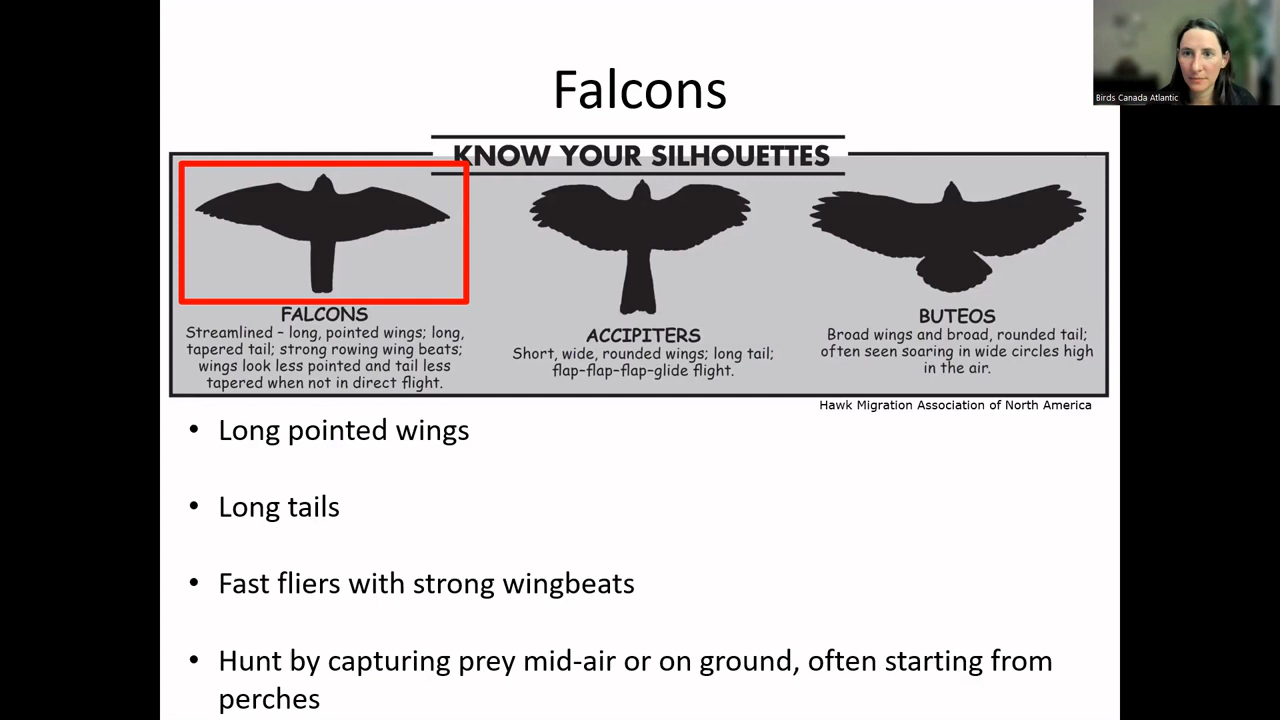 Birds Canada Atlantic
Falcons
KNOW YOUR SILHOUETTES
FALCONS
Streamlined – long, pointed wings; long,
tapered tail; strong rowing wing beats;
wings look less pointed and tail less
tapered when not in direct flight.
ACCIPITERS
Short, wide, rounded wings; long tail;
flap-flap-flap-glide flight.
BUTEOS
Broad wings and broad, rounded tail;
often seen soaring in wide circles high
in the air.
Hawk Migration Association of North America
• Long pointed wings
• Long tails
• Fast fliers with strong wingbeats
• Hunt by capturing prey mid-air or on ground, often starting from
perches